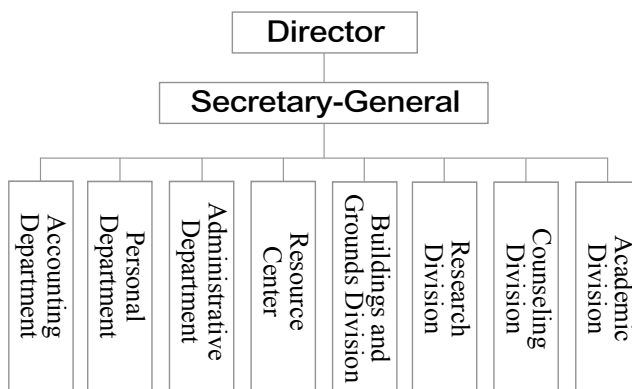 Director
Secretary-General
Accounting
Department
Personal
Department
Administrative
Department
Resource
Center
Buildings and
Grounds Division
Research
Division
Counseling
Division
Academic
Division